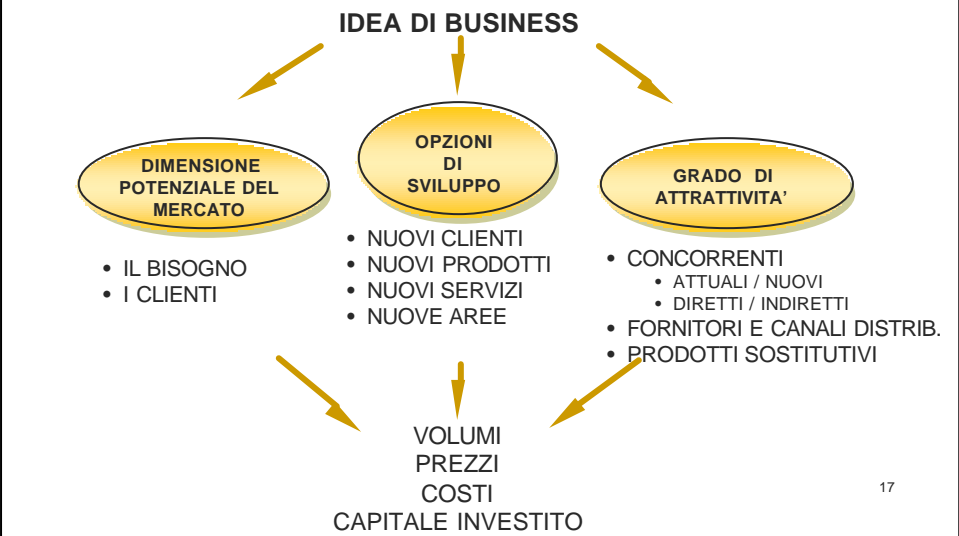 IDEA DI BUSINESS
DIMENSIONE
POTENZIALE DEL
MERCATO
• IL BISOGNO
• I CLIENTI
OPZIONI
DI
SVILUPPO
• NUOVI CLIENTI
• NUOVI PRODOTTI
• NUOVI SERVIZI
• NUOVE AREE
GRADO DI
ATTRATTIVITA'
• CONCORRENTI
• ATTUALI / NUOVI
• DIRETTI / INDIRETTI
• FORNITORI E CANALI DISTRIB.
• PRODOTTI SOSTITUTIVI
VOLUMI
PREZZI
COSTI
CAPITALE INVESTITO
17